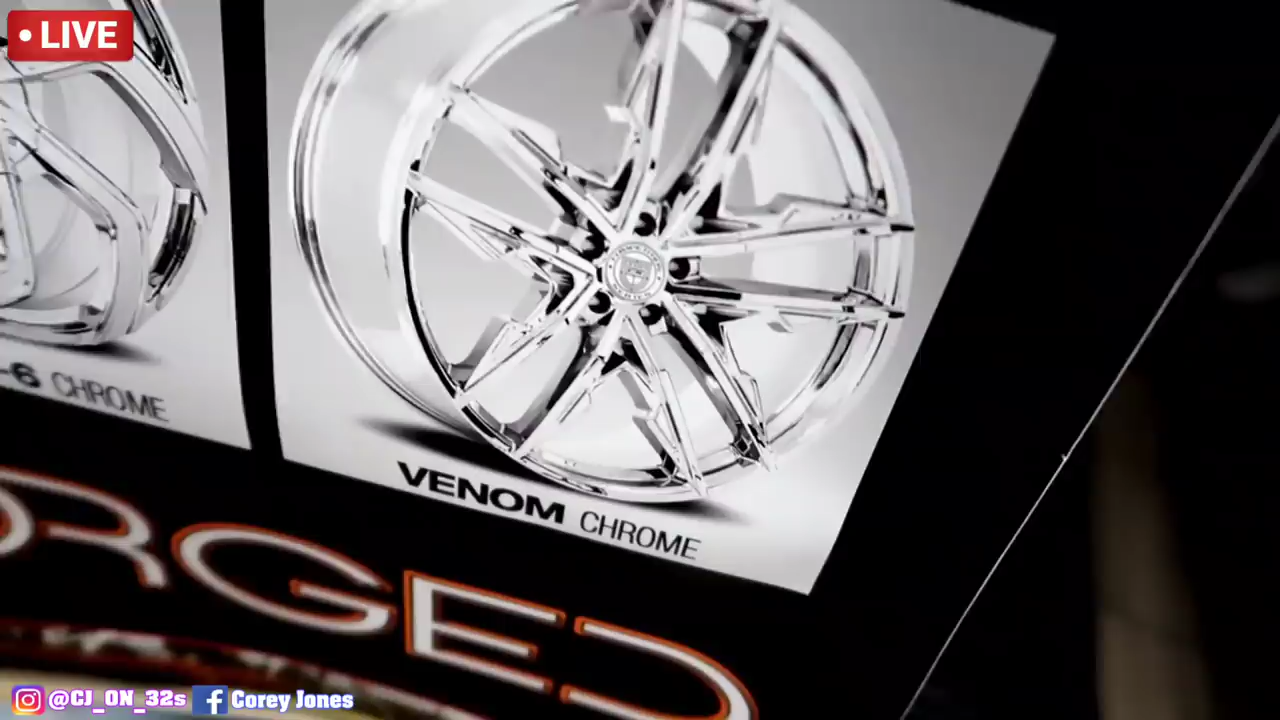 LIVE
-6 CHROME
VENOM CHROME
RGED
@CJ_ON_32s Corey Jones